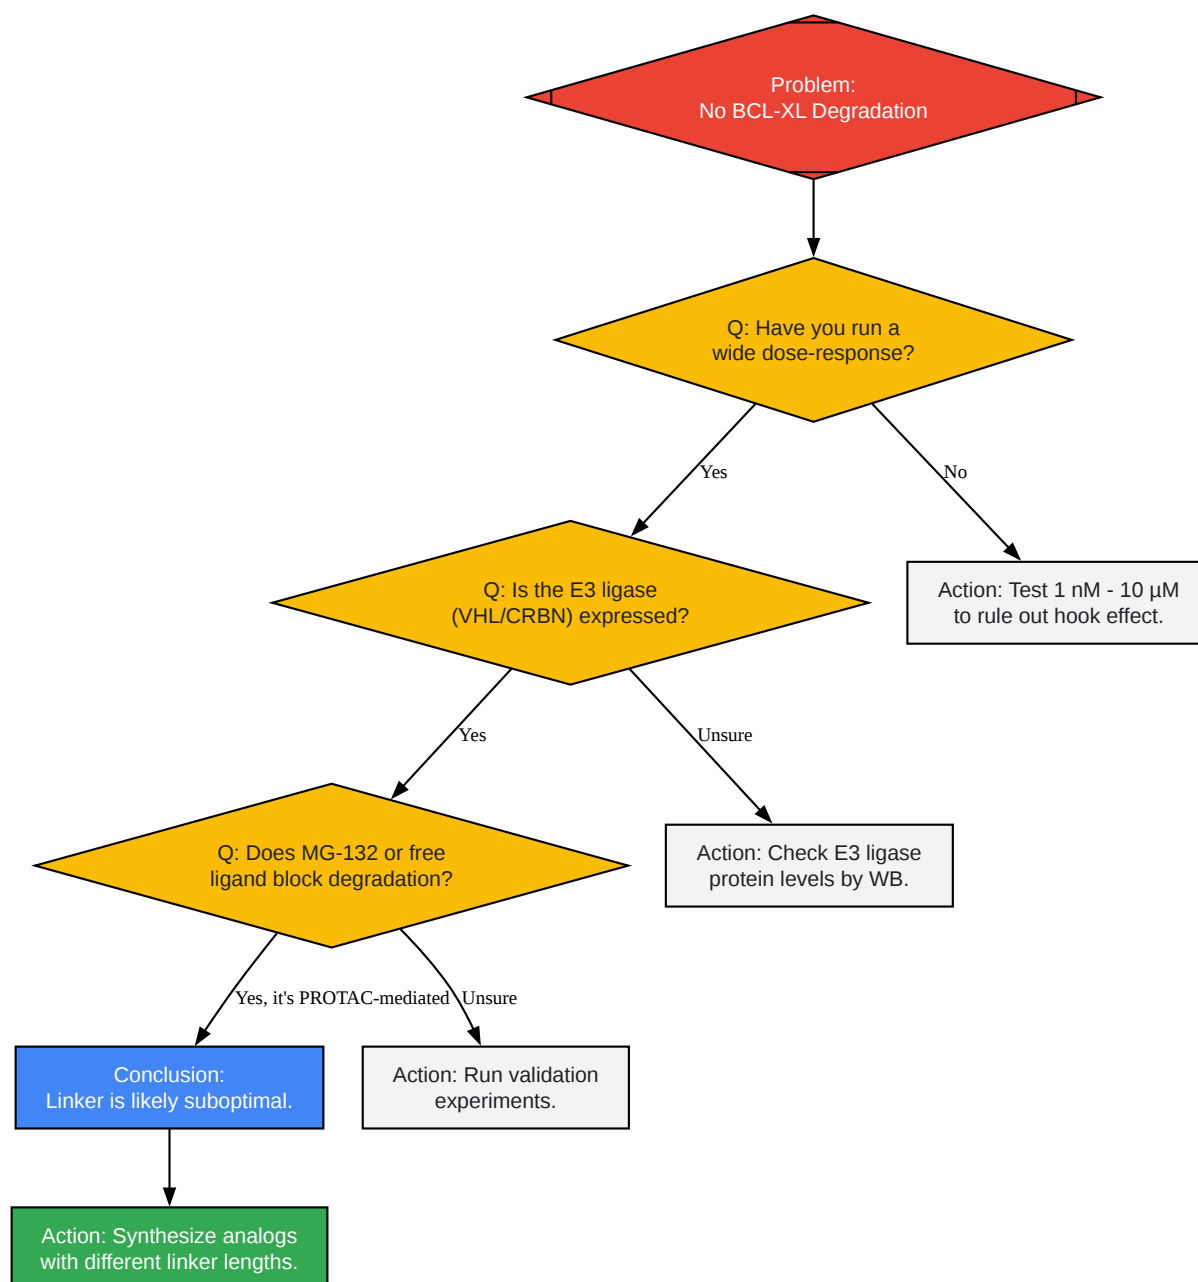 Problem:
No BCL-XL Degradation
Q: Have you run a
wide dose-response?
Yes
No
Q: Is the E3 ligase
(VHL/CRBN) expressed?
Action: Test 1 nM - 10 µM
to rule out hook effect.
Yes
Unsure
Q: Does MG-132 or free
ligand block degradation?
Action: Check E3 ligase
protein levels by WB.
Yes, it's PROTAC-mediated
Unsure
Conclusion:
Linker is likely suboptimal.
Action: Run validation
experiments.
Action: Synthesize analogs
with different linker lengths.